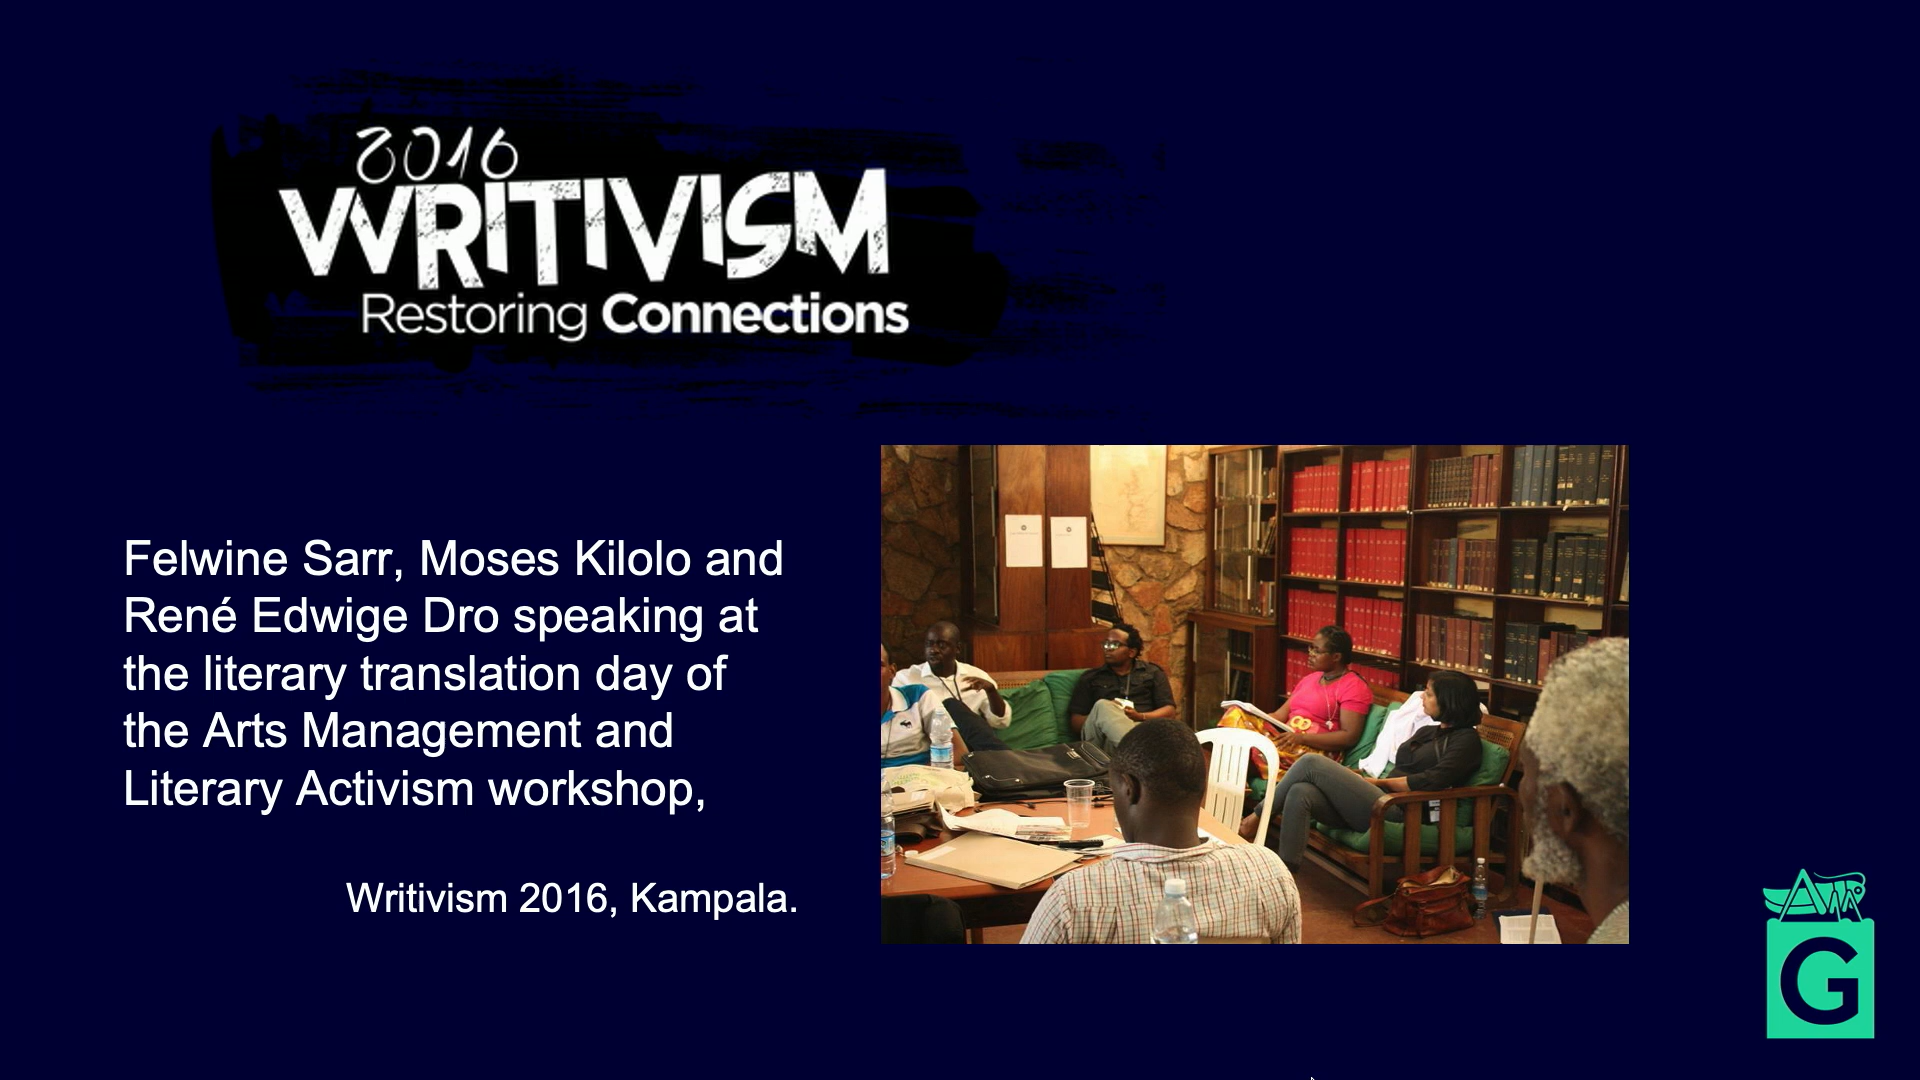 2016
WRITIVISM
Restoring Connections
Felwine Sarr, Moses Kilolo and
René Edwige Dro speaking at
the literary translation day of
the Arts Management and
Literary Activism workshop,
Writivism 2016, Kampala.
G